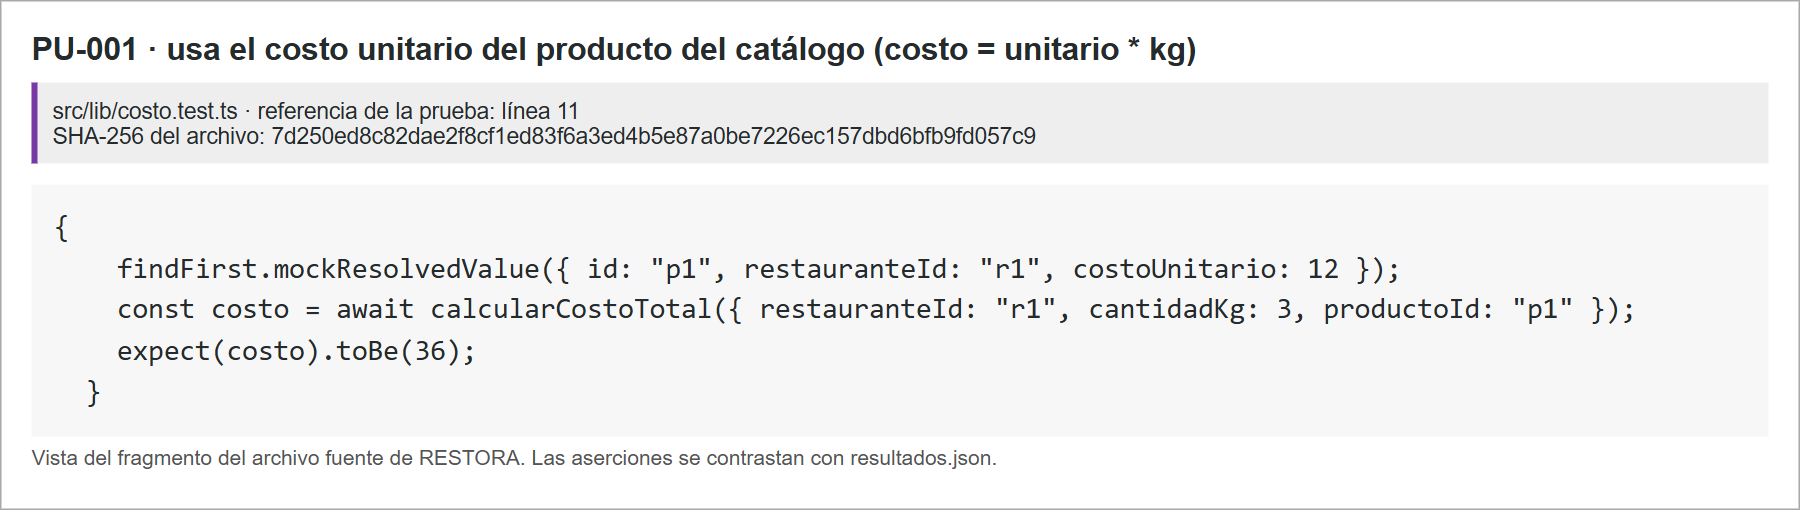 PU-001 · usa el costo unitario del producto del catálogo (costo = unitario * kg)
src/lib/costo.test.ts · referencia de la prueba: línea 11
SHA-256 del archivo: 7d250ed8c82dae2f8cf1ed83f6a3ed4b5e87a0be7226ec157dbd6bfb9fd057c9
{
    findFirst.mockResolvedValue({ id: "p1", restauranteId: "r1", costoUnitario: 12 });
    const costo = await calcularCostoTotal({ restauranteId: "r1", cantidadKg: 3, productoId: "p1" });
    expect(costo).toBe(36);
  }
Vista del fragmento del archivo fuente de RESTORA. Las aserciones se contrastan con resultados.json.